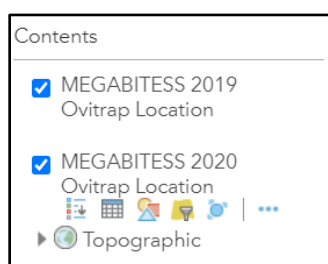 Contents
MEGABITESS 2019
Ovitrap Location
MEGABITESS 2020
Ovitrap Location
Topographic